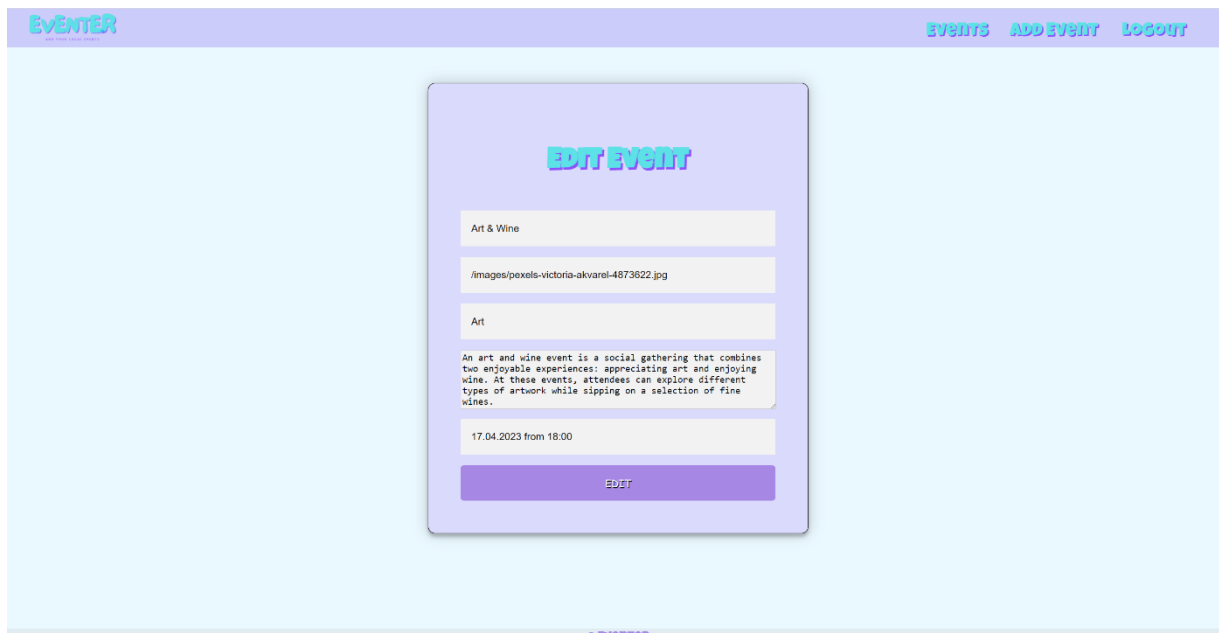 EVENTER
Events
ADD Event
LOGOUT
Edit Event
Art & Wine
/images/pexels-victoria-akvarel-4873622.jpg
Art
An art and wine event is a social gathering that combines
two enjoyable experiences: appreciating art and enjoying
wine. At these events, attendees can explore different
types of artwork while sipping on a selection of fine
wines.
17.04.2023 from 18:00
EDIT